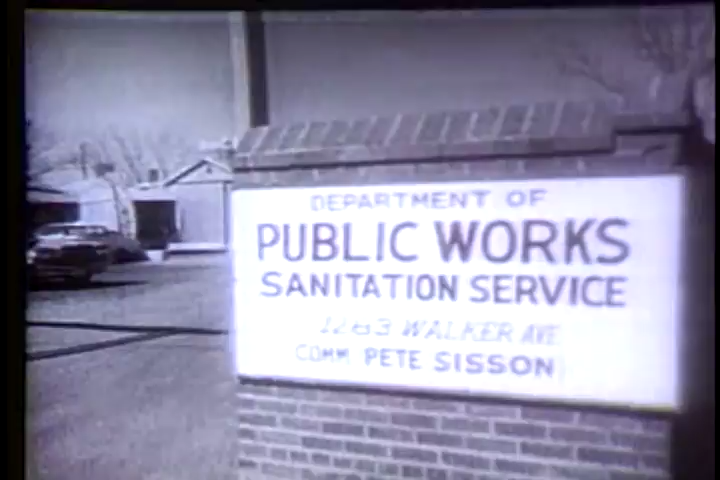 DEPARTMENT OF
PUBLIC WORKS
SANITATION SERVICE
WALKER AVE
COMM. PETE SISSON